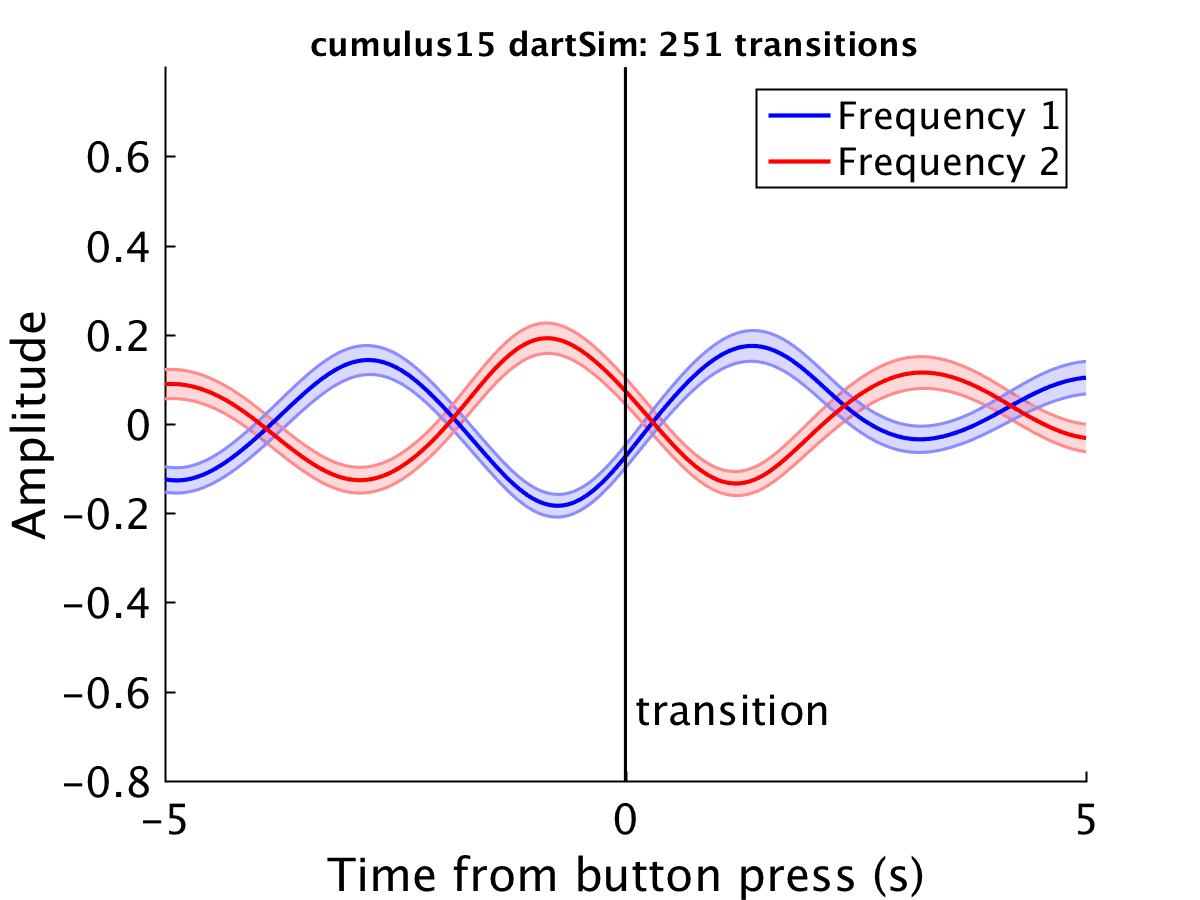 cumulus15 dartSim: 251 transitions
Frequency 1
Frequency 2
0.6
0.4
0.2
0
−0.2
−0.4
−0.6
−0.8
Amplitude
transition
−5
0
5
Time from button press (s)